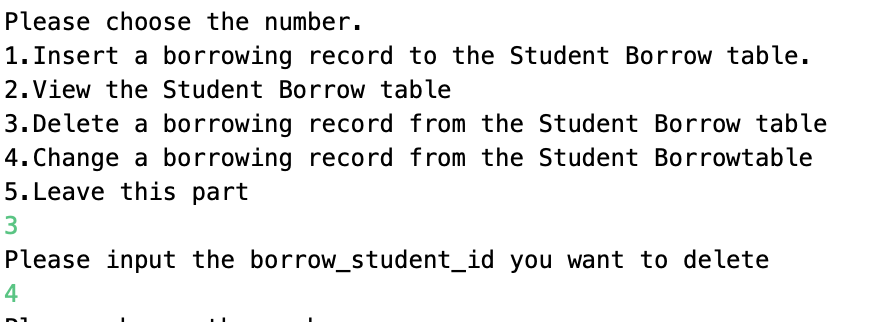 Please choose the number.
1.Insert a borrowing record to the Student Borrow table.
2.View the Student Borrow table
3.Delete a borrowing record from the Student Borrow table
4.Change a borrowing record from the Student Borrowtable
5.Leave this part
3
Please input the borrow_student_id you want to delete
4